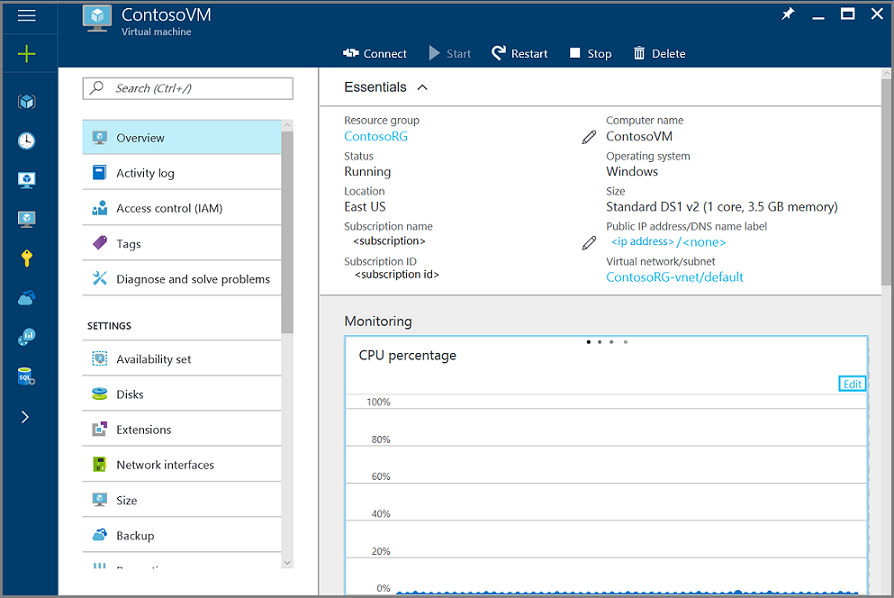 ContosoVM
Virtual machine
Connect
Start
Restart
Stop
Delete
Search (Ctrl+/)
Overview
Activity log
Access control (IAM)
Tags
Diagnose and solve problems
SETTINGS
Availability set
Disks
Extensions
Network interfaces
Size
Backup
SQL
Essentials
Resource group
ContosoRG
Status
Running
Location
East US
Subscription name
<subscription>
Subscription ID
<subscription id>
Computer name
ContosoVM
Operating system
Windows
Size
Standard DS1 v2 (1 core, 3.5 GB memory)
Public IP address/DNS name label
<ip address>/<none>
Virtual network/subnet
ContosoRG-vnet/default
Monitoring
CPU percentage
Edit
100%
80%
60%
40%
20%
0%